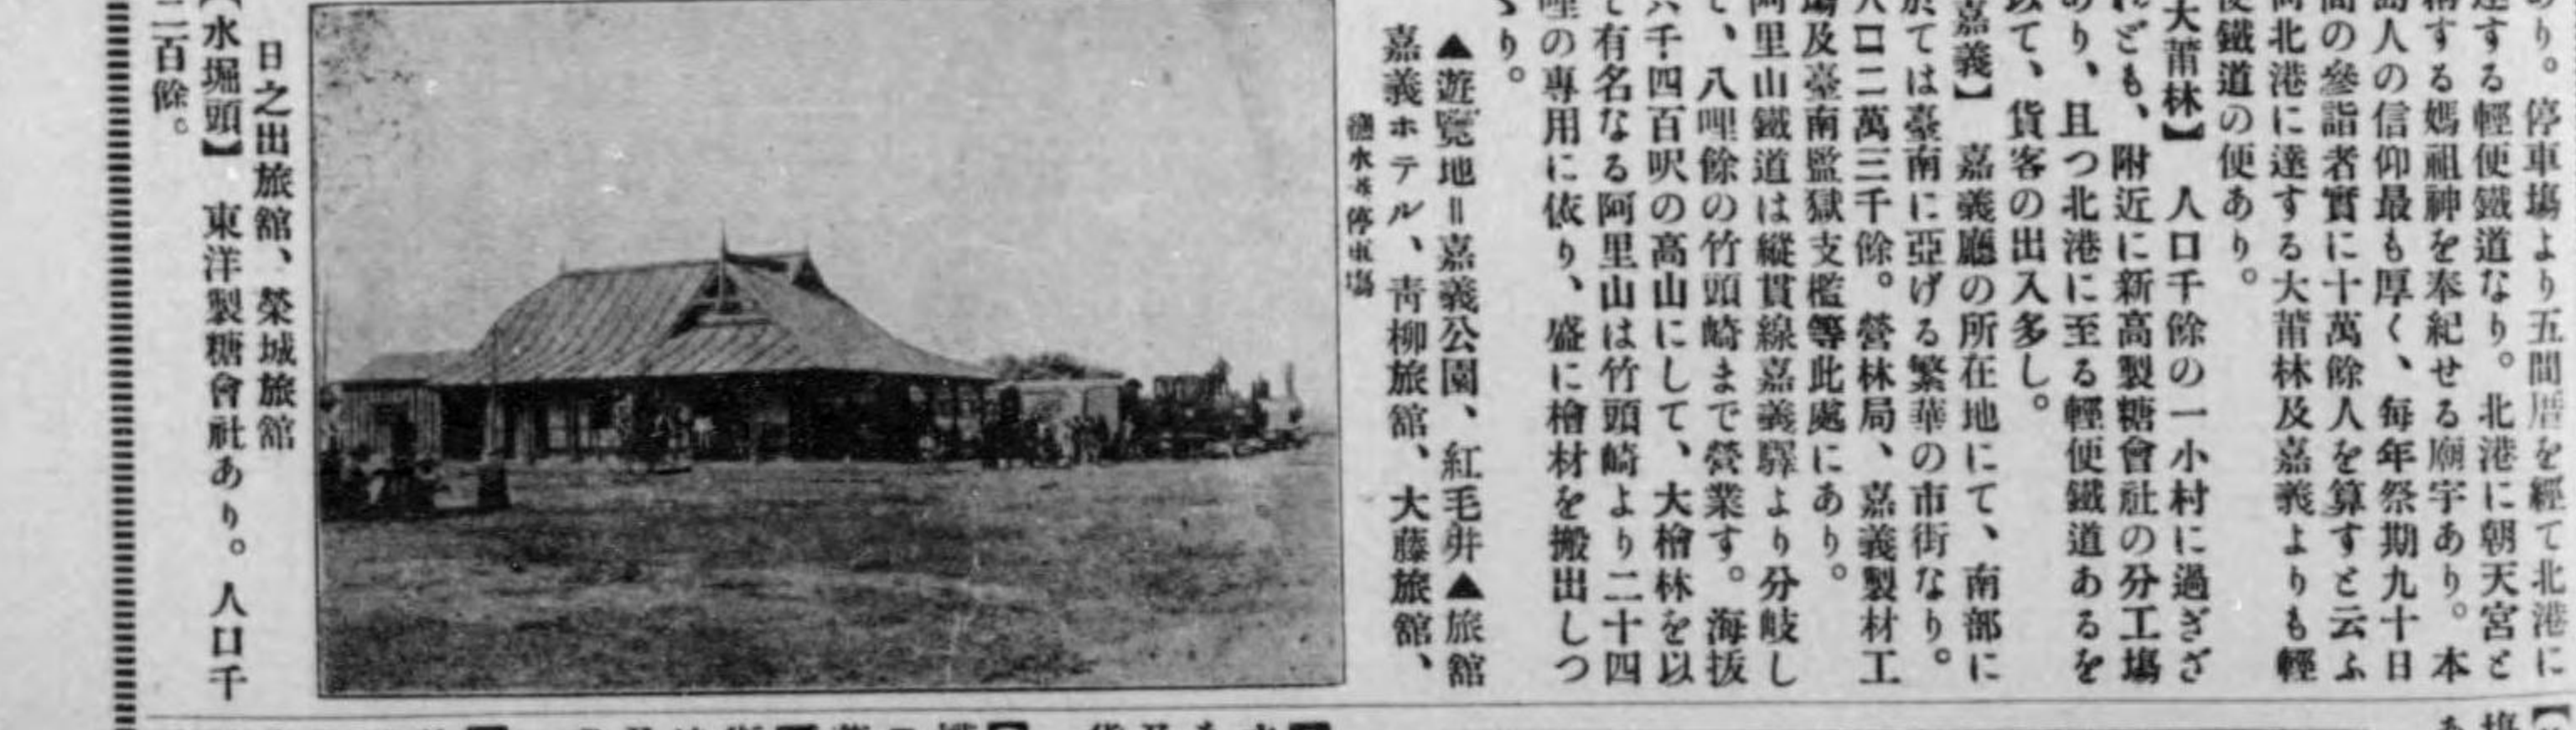 あり。停車場より五間厝を經て北港に
達する輕便鐵道なり。北港に朝天宮と
稱する媽祖神を奉祀せる廟宇あり。本
島人の信仰最も厚く、毎年祭期九十日
間の參詣者實に十萬餘人を算すと云ふ
尚北港に達する大莆林及嘉義よりも輕
便鐵道の便あり。
大莆林】 人口千餘の一小村に過ぎざ
れども、附近に新高製糖會社の分工場
あり、且つ北港に至る輕便鐵道あるを
以て、貨客の出入多し。
嘉義】 嘉義廳の所在地にて、南部に
於ては臺南に亞げる繁華の市街なり。
人口二萬三千餘。營林局、嘉義製材工
場及臺南監獄支檻等此處にあり。
阿里山鐵道は縱貫線嘉義驛より分岐し
て、八哩餘の竹頭崎まで營業す。海拔
六千四百呎の高山にして、大檜林を以
て有名なる阿里山は竹頭崎より二十四
哩の專用に依り、盛に檜材を搬出しつ
ゝり。
▲遊覽地＝嘉義公園、紅毛井▲旅館
嘉義ホテル、青柳旅館、大藤旅館、
水停車場
日之出旅館、榮城旅館
【水堀頭】 東洋製糖會社あり。人口千
二百餘。